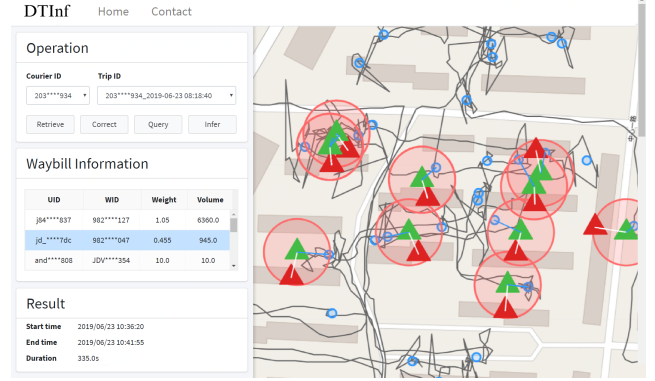 DTInf Home Contact
Operation
Courier ID Trip ID
203****934 203****934_2019-06-23 08:18:40
Retrieve Correct Query Infer
Waybill Information
UID WID Weight Volume
j84****837 982****127 1.05 6360.0
jd_****7dc 982****047 0.455 945.0
and****808 JDV****354 10.0 10.0
Result
Start time 2019/06/23 10:36:20
End time 2019/06/23 10:41:55
Duration 335.0s